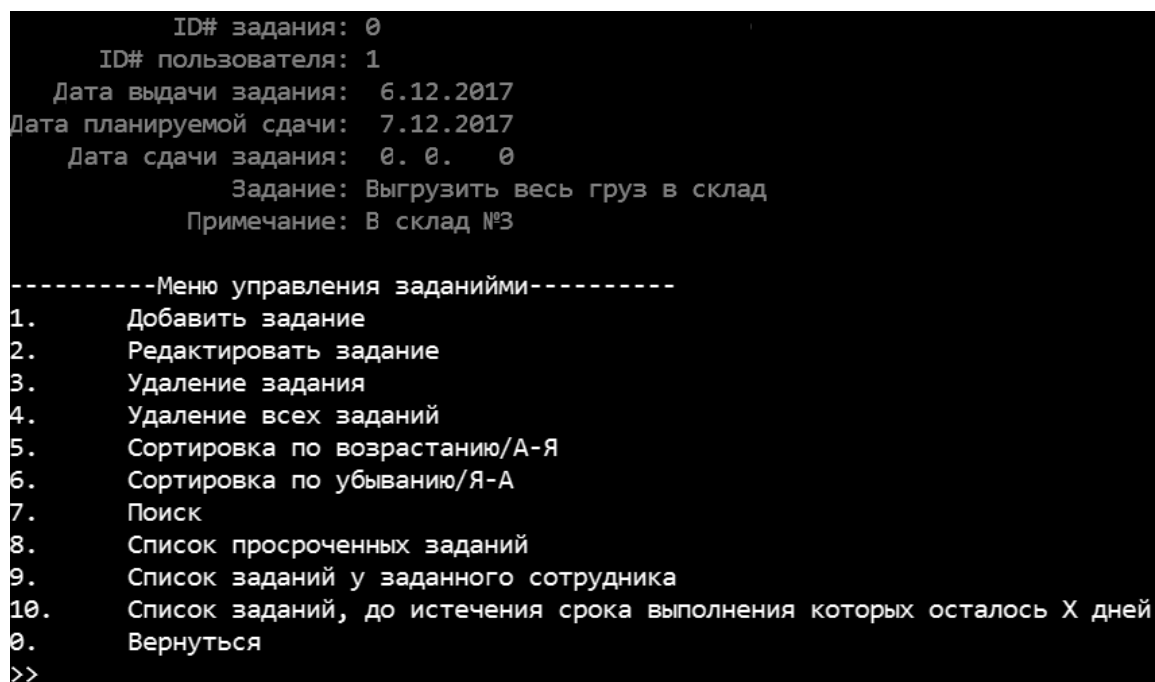 ID# задания: 0
ID# пользователя: 1
Дата выдачи задания:  6.12.2017
Дата планируемой сдачи:  7.12.2017
Дата сдачи задания:  0. 0.   0
Задание: Выгрузить весь груз в склад
Примечание: В склад №3
----------Меню управления заданийми----------
1.      Добавить задание
2.      Редактировать задание
3.      Удаление задания
4.      Удаление всех заданий
5.      Сортировка по возрастанию/А-Я
6.      Сортировка по убыванию/Я-А
7.      Поиск
8.      Список просроченных заданий
9.      Список заданий у заданного сотрудника
10.     Список заданий, до истечения срока выполнения которых осталось X дней
0.      Вернуться
>>